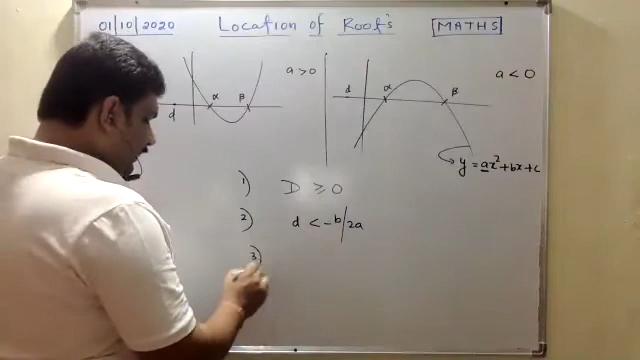 01/10/2020 Location of Roots [MATHS]
a > 0
α β
d
a < 0
d α β
y = ax²+bx+c
1) D ⩾ 0
2) d < -b/2a
3)